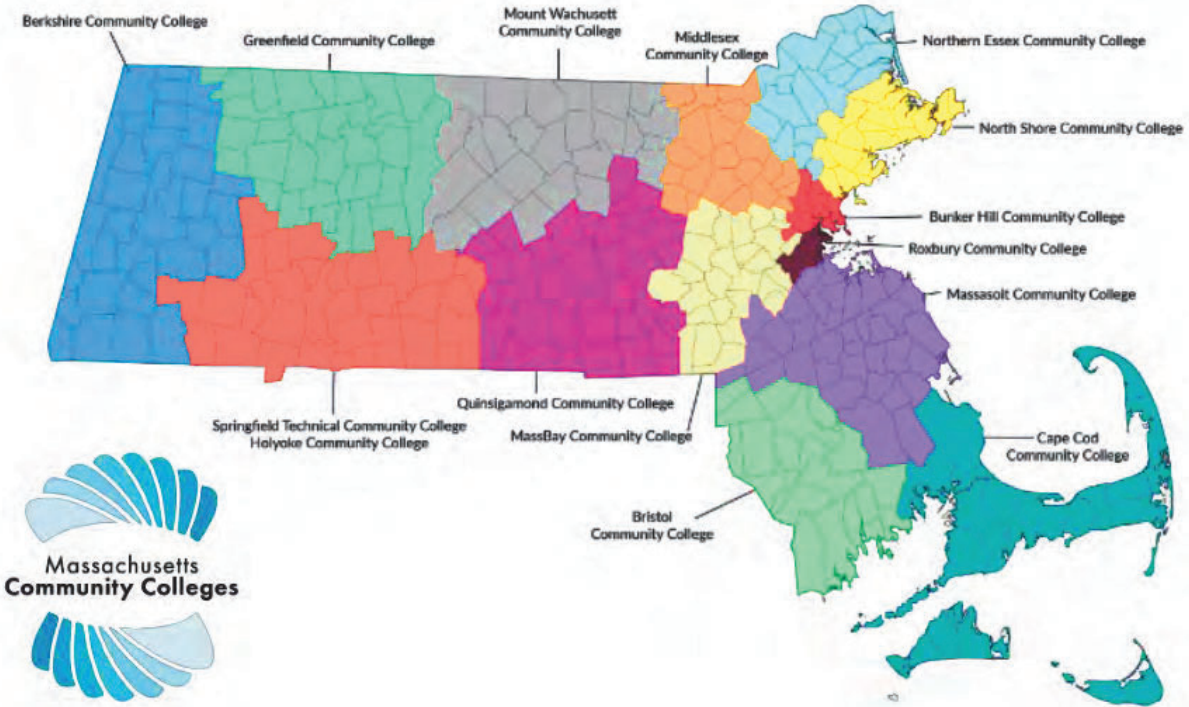 Berkshire Community College
Greenfield Community College
Mount Wachusett
Community College
Middlesex
Community College
Northern Essex Community College
North Shore Community College
Bunker Hill Community College
Roxbury Community College
Massasoit Community College
Cape Cod
Community College
Quinsigamond Community College
MassBay Community College
Springfield Technical Community College
Holyoke Community College
Bristol
Community College
Massachusetts
Community Colleges